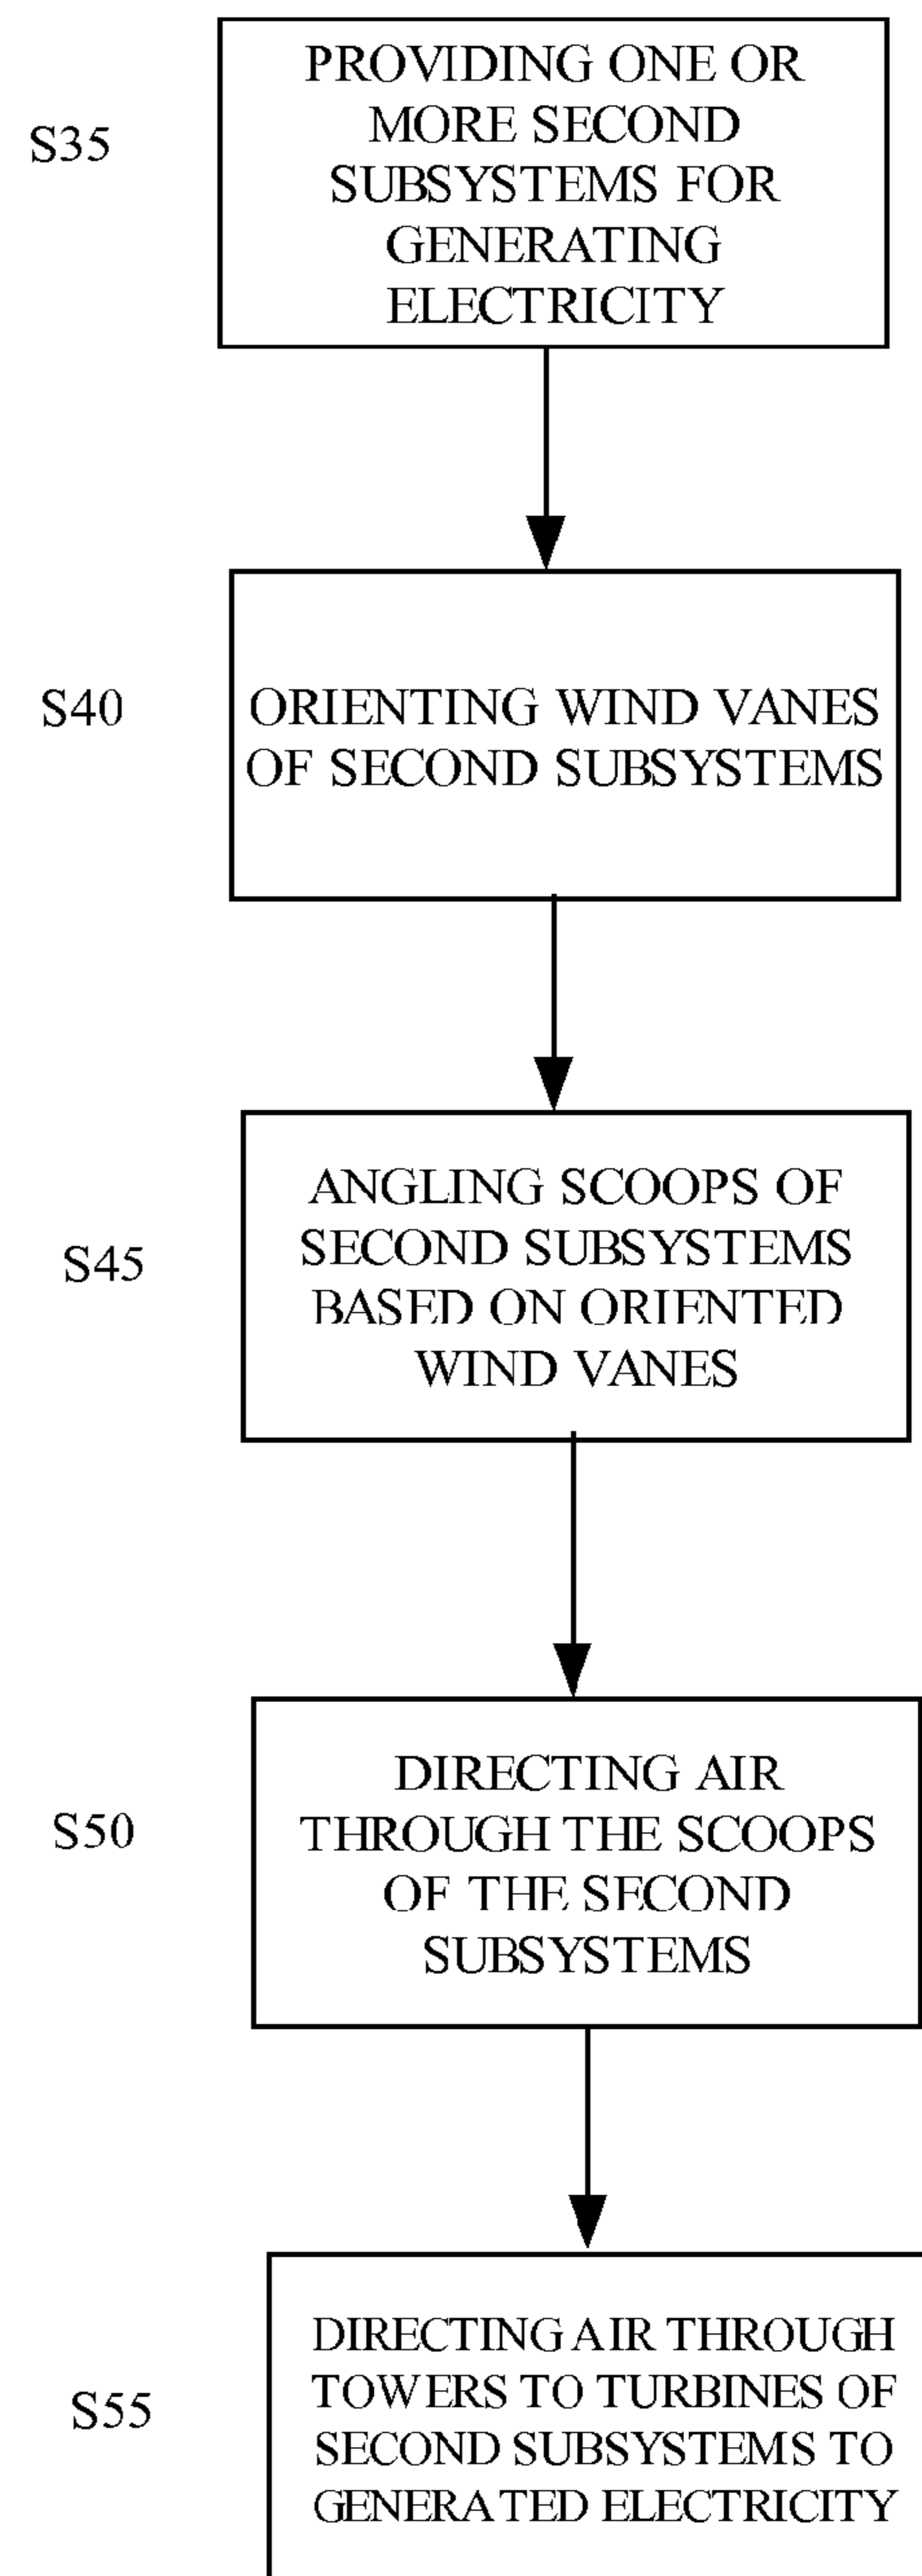 PROVIDING ONE OR
MORE SECOND
S35
SUBSYSTEMS FOR
GENERATING
ELECTRICITY
S40
ORIENTING WIND VANES
OF SECOND SUBSYSTEMS
ANGLING SCOOPS OF
SECOND SUBSYSTEMS
S45
BASED ON ORIENTED
WIND VANES
DIRECTING AIR
S50
THROUGH THE SCOOPS
OF THE SECOND
SUBSYSTEMS
DIRECTING AIR THROUGH
TOWERS TO TURBINES OF
S55
SECOND SUBSYSTEMS TO
GENERATED ELECTRICITY